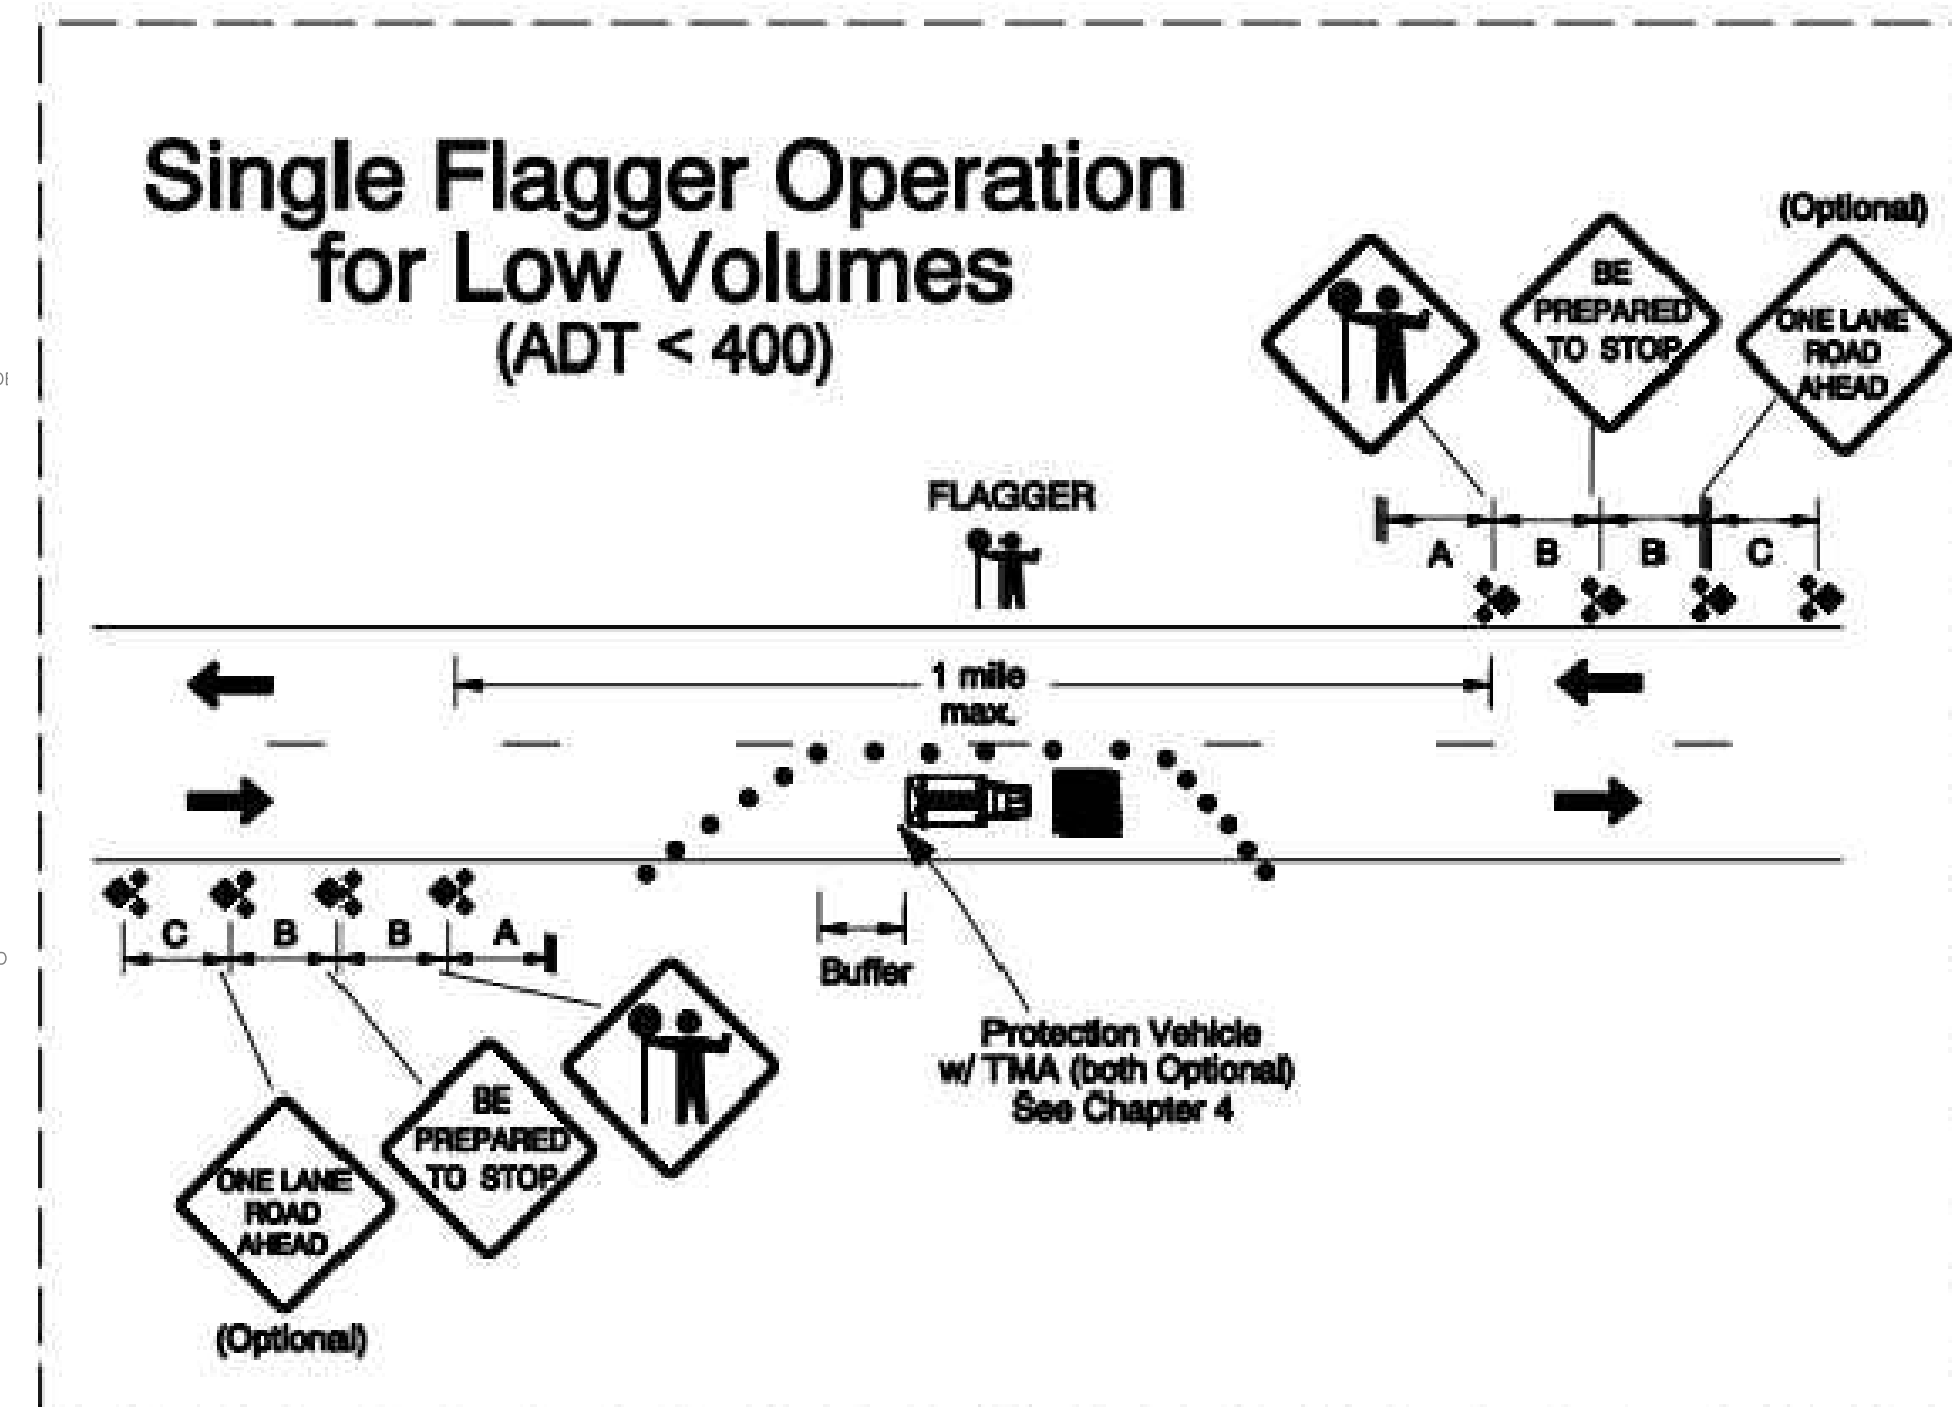 Single Flagger Operation
for Low Volumes
(ADT < 400)
(Optional)
BE
PREPARED
TO STOP
ONE LANE
ROAD
AHEAD
FLAGGER
A B B C
1 mile
max.
C B B A
Buffer
Protection Vehicle
w/ TMA (both Optional)
See Chapter 4
BE
PREPARED
TO STOP
ONE LANE
ROAD
AHEAD
(Optional)